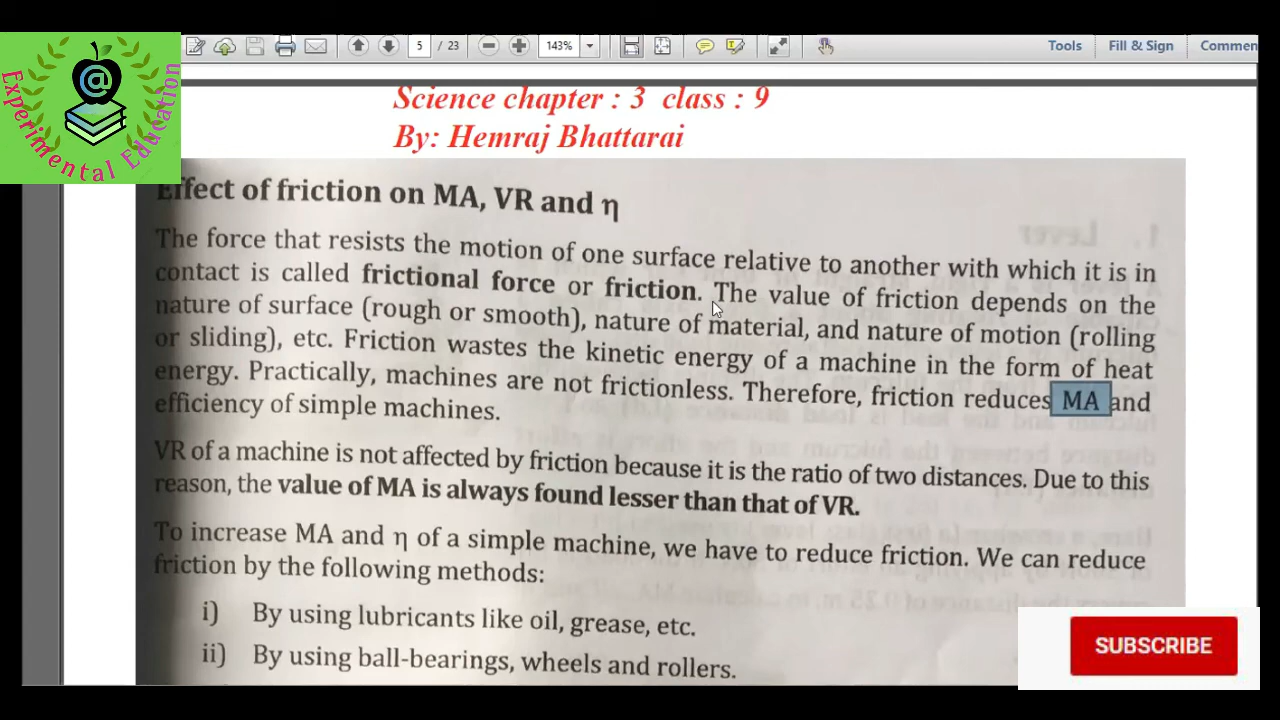 5 / 23
143%
Tools
Fill & Sign
Commen
Experimental Education
@
Science chapter : 3 class : 9
By: Hemraj Bhattarai
Effect of friction on MA, VR and η
The force that resists the motion of one surface relative to another with which it is in
contact is called frictional force or friction. The value of friction depends on the
nature of surface (rough or smooth), nature of material, and nature of motion (rolling
or sliding), etc. Friction wastes the kinetic energy of a machine in the form of heat
energy. Practically, machines are not frictionless. Therefore, friction reduces MA and
efficiency of simple machines.
VR of a machine is not affected by friction because it is the ratio of two distances. Due to this
reason, the value of MA is always found lesser than that of VR.
To increase MA and η of a simple machine, we have to reduce friction. We can reduce
friction by the following methods:
i) By using lubricants like oil, grease, etc.
ii) By using ball-bearings, wheels and rollers.
SUBSCRIBE